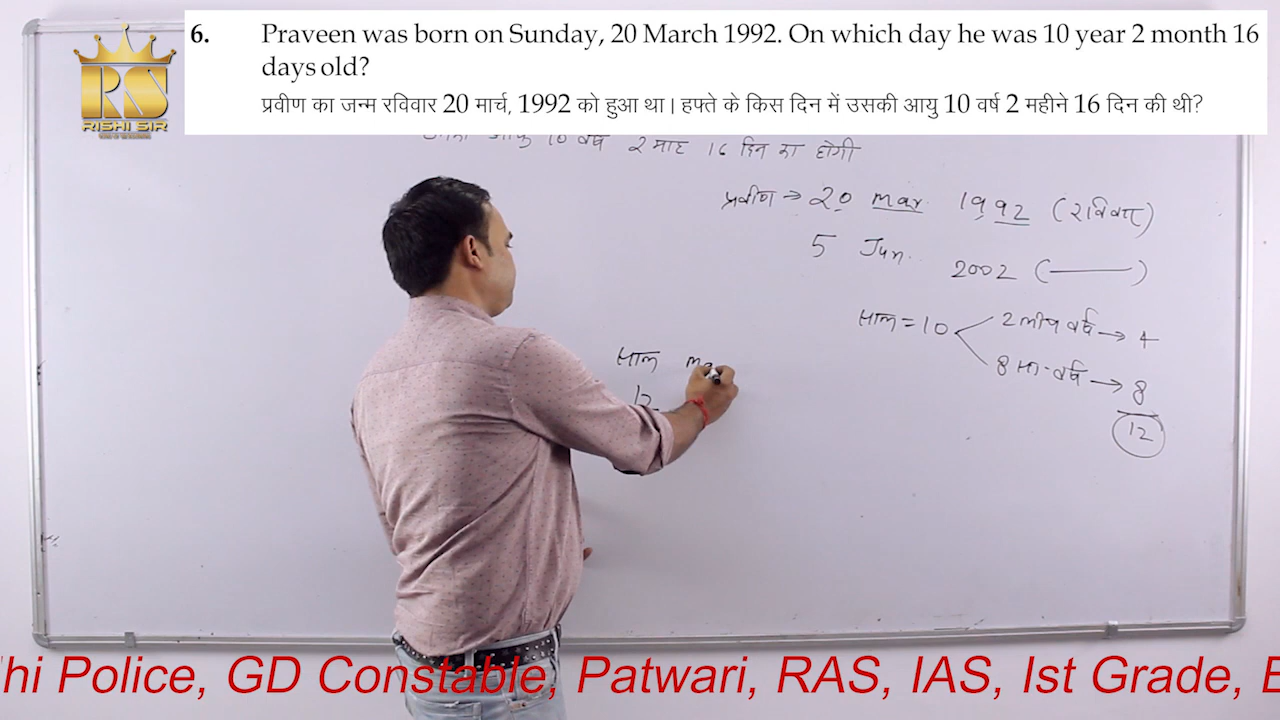 6. Praveen was born on Sunday, 20 March 1992. On which day he was 10 year 2 month 16
days old?
प्रवीण का जन्म रविवार 20 मार्च, 1992 को हुआ था। हफ्ते के किस दिन में उसकी आयु 10 वर्ष 2 महीने 16 दिन की थी?
RS
RISHI SIR
आयु 10 वर्ष 2 माह 16 दिन का होगी
प्रवीण → 20 mar. 1992 (रविवार)
5 Jun. 2002 (———)
साल = 10
2 लीप वर्ष → 4
8 सा. वर्ष → 8
12
साल
12
hi Police, GD Constable, Patwari, RAS, IAS, Ist Grade,